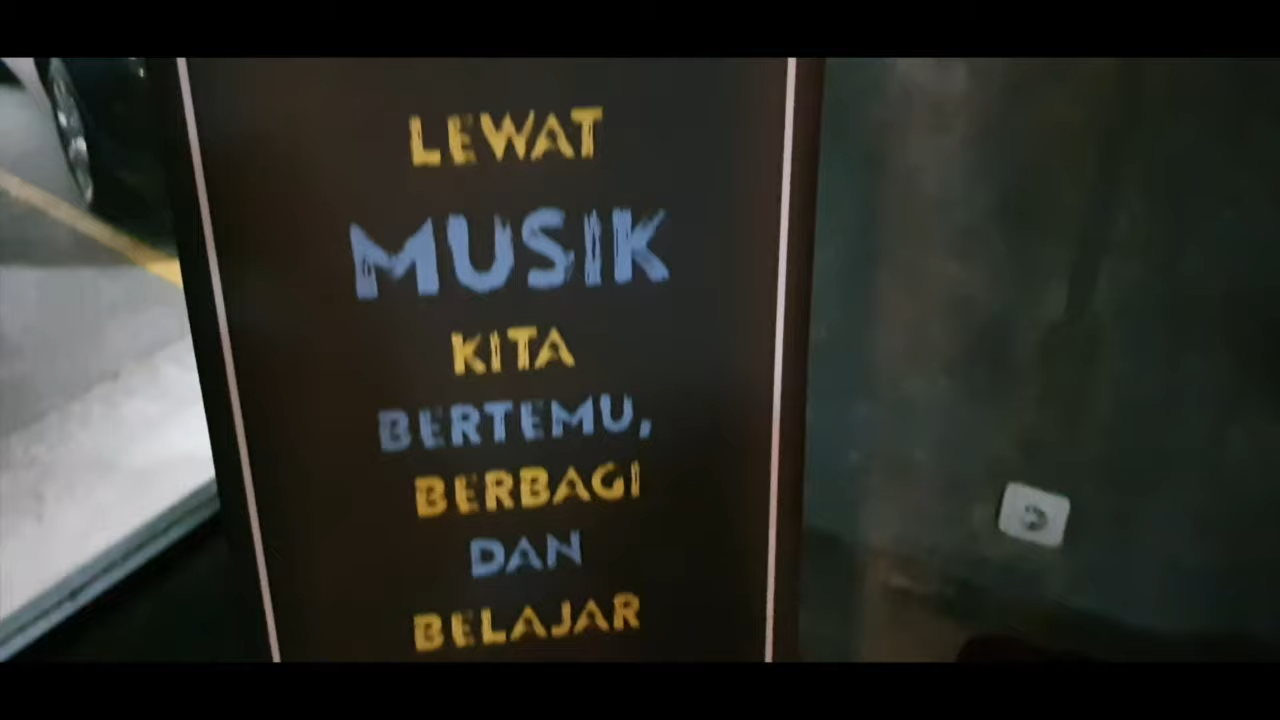 LEWAT
MUSIK
KITA
BERTEMU,
BERBAGI
DAN
BELAJAR